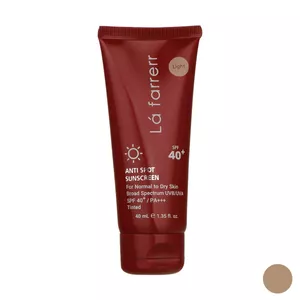 Light
Lá farrerr
SPF
40+
ANTI SPOT
SUNSCREEN
For Normal to Dry Skin
Broad Spectrum UVB/UVA
SPF 40+ / PA+++
Tinted
40 ml ℮ 1.35 fl. oz